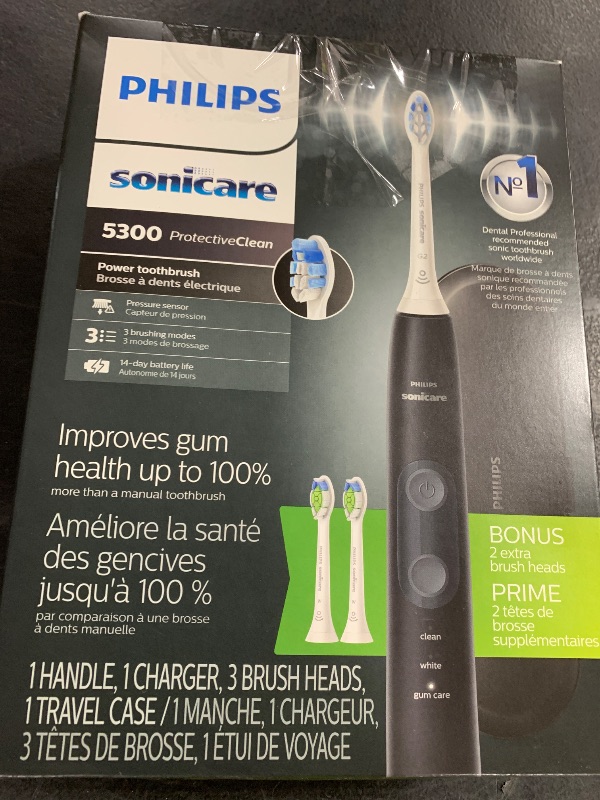 PHILIPS
sonicare
5300 ProtectiveClean
Power toothbrush
Brosse à dents électrique
Pressure sensor
Capteur de pression
3 brushing modes
3 modes de brossage
14-day battery life
Autonomie de 14 jours
Nº1
Dental Professional
recommended
sonic toothbrush
worldwide
Marque de brosse à dents
sonique recommandée
par les professionnels
des soins dentaires
du monde entier
PHILIPS sonicare
G2
PHILIPS
sonicare
PHILIPS
Improves gum
health up to 100%
more than a manual toothbrush
Améliore la santé
des gencives
jusqu'à 100 %
par comparaison à une brosse
à dents manuelle
BONUS
2 extra
brush heads
PRIME
2 têtes de
brosse
supplémentaires
clean
white
gum care
1 HANDLE, 1 CHARGER, 3 BRUSH HEADS,
1 TRAVEL CASE / 1 MANCHE, 1 CHARGEUR,
3 TÊTES DE BROSSE, 1 ÉTUI DE VOYAGE